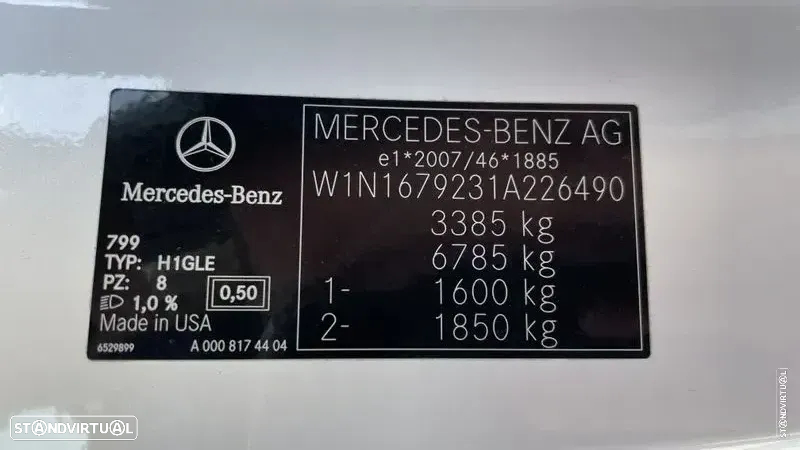 Mercedes-Benz
799
TYP: H1GLE
PZ: 8
1,0 %
0,50
Made in USA
6529899
A 000 817 44 04
MERCEDES-BENZ AG
e1*2007/46*1885
W1N1679231A226490
3385 kg
6785 kg
1- 1600 kg
2- 1850 kg
STANDVIRTUAL
STANDVIRTUAL